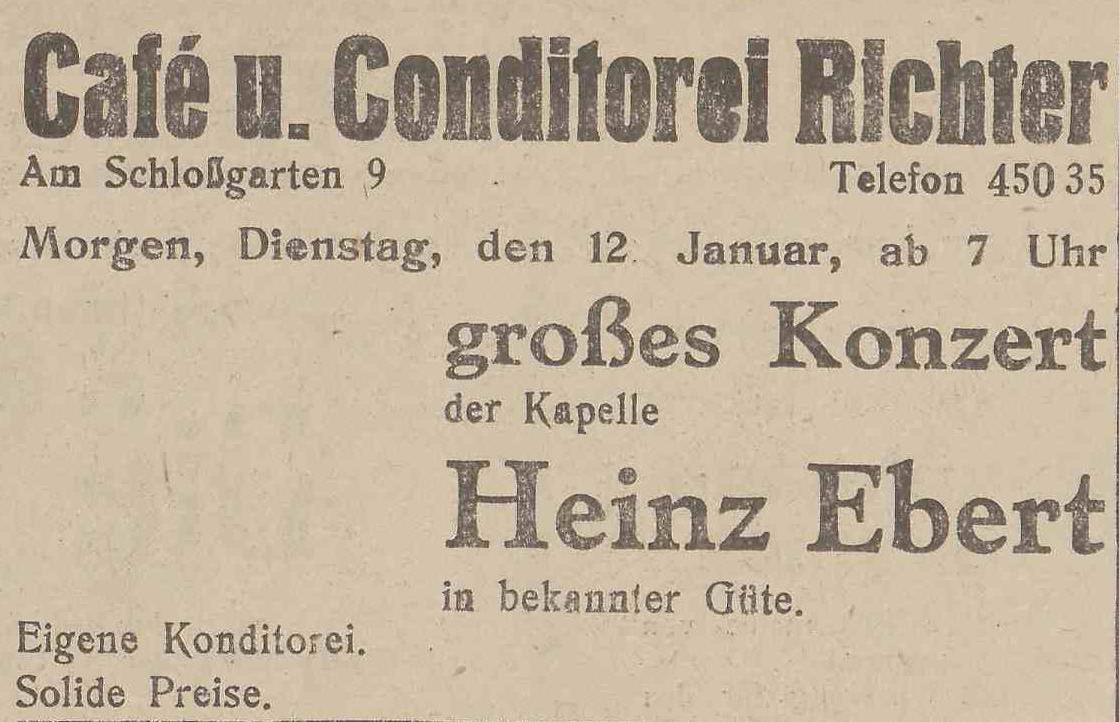 Café u. Conditorei Richter
Am Schloßgarten 9 Telefon 450 35
Morgen, Dienstag, den 12. Januar, ab 7 Uhr
großes Konzert
der Kapelle
Heinz Ebert
in bekannter Güte.
Eigene Konditorei.
Solide Preise.